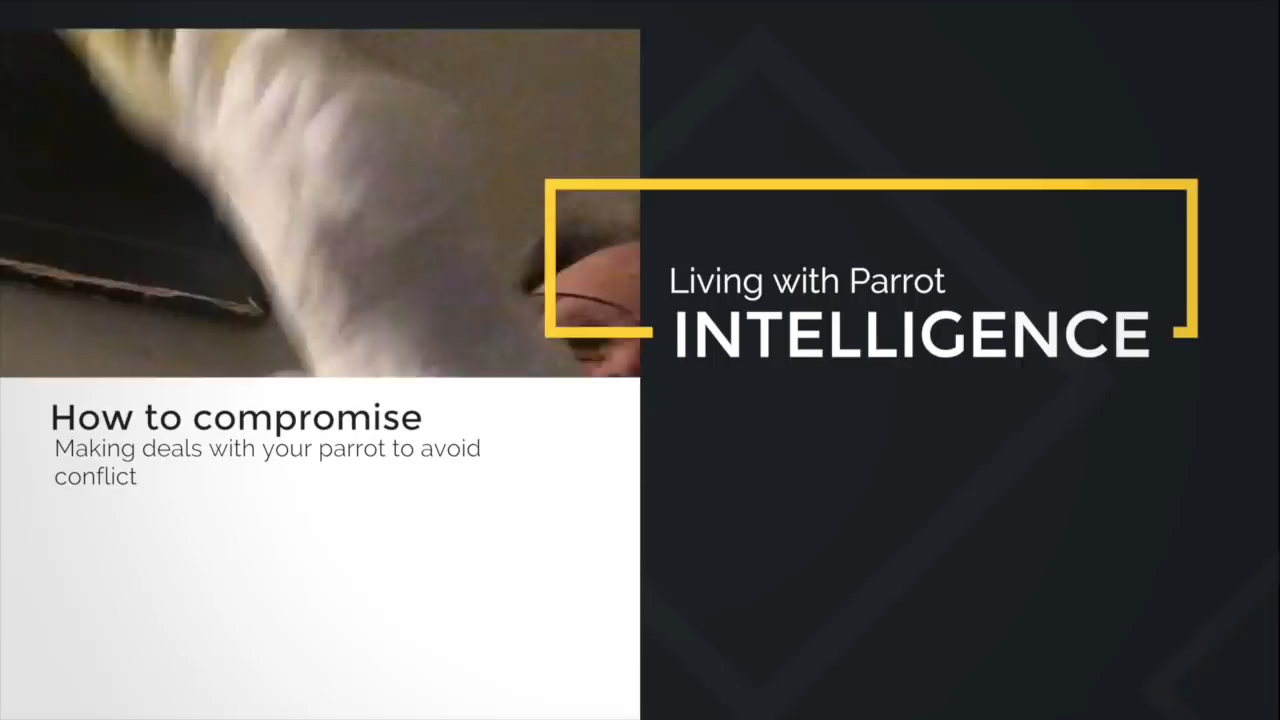 How to compromise
Making deals with your parrot to avoid
conflict
Living with Parrot
INTELLIGENCE